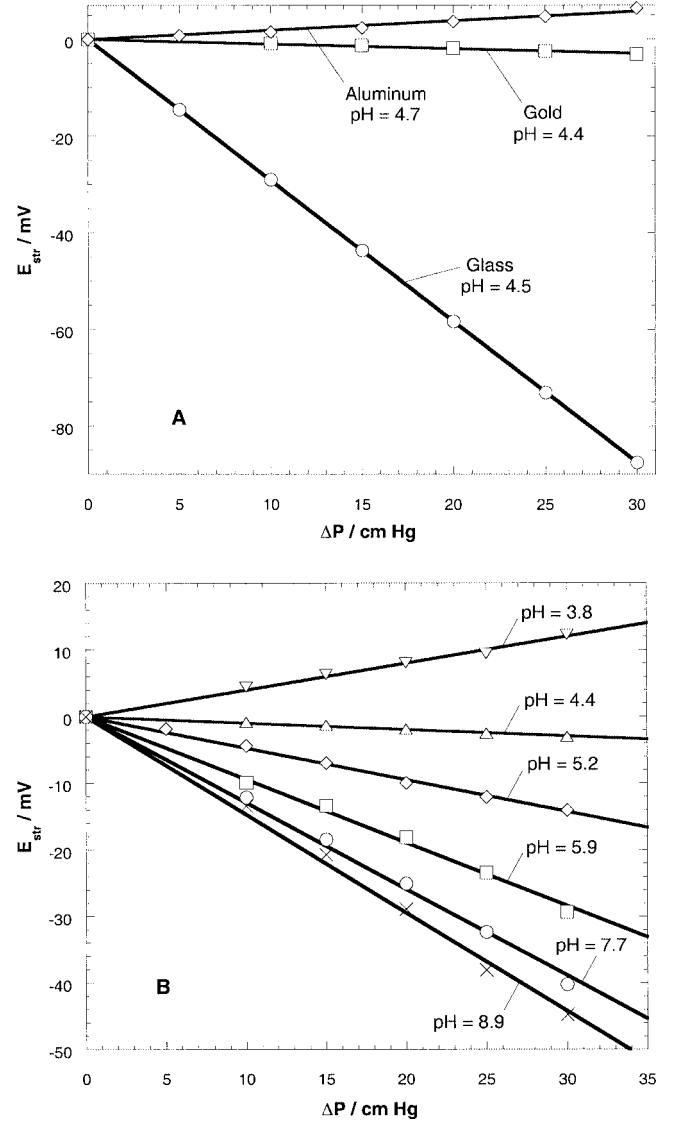 0
-20
-40
-60
-80
E_str / mV
Aluminum
pH = 4.7
Gold
pH = 4.4
Glass
pH = 4.5
A
0 5 10 15 20 25 30
ΔP / cm Hg
20
10
0
-10
-20
-30
-40
-50
E_str / mV
pH = 3.8
pH = 4.4
pH = 5.2
pH = 5.9
pH = 7.7
pH = 8.9
B
0 5 10 15 20 25 30 35
ΔP / cm Hg